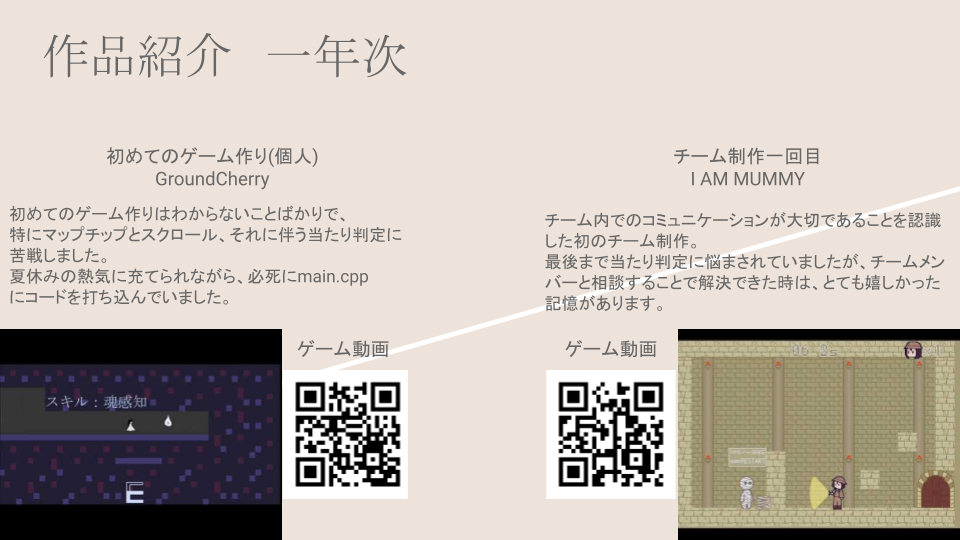 作品紹介　一年次
初めてのゲーム作り(個人)
GroundCherry
初めてのゲーム作りはわからないことばかりで、
特にマップチップとスクロール、それに伴う当たり判定に
苦戦しました。
夏休みの熱気に充てられながら、必死にmain.cpp
にコードを打ち込んでいました。
ゲーム動画
スキル：魂感知
チーム制作一回目
I AM MUMMY
チーム内でのコミュニケーションが大切であることを認識
した初のチーム制作。
最後まで当たり判定に悩まされていましたが、チームメン
バーと相談することで解決できた時は、とても嬉しかった
記憶があります。
ゲーム動画